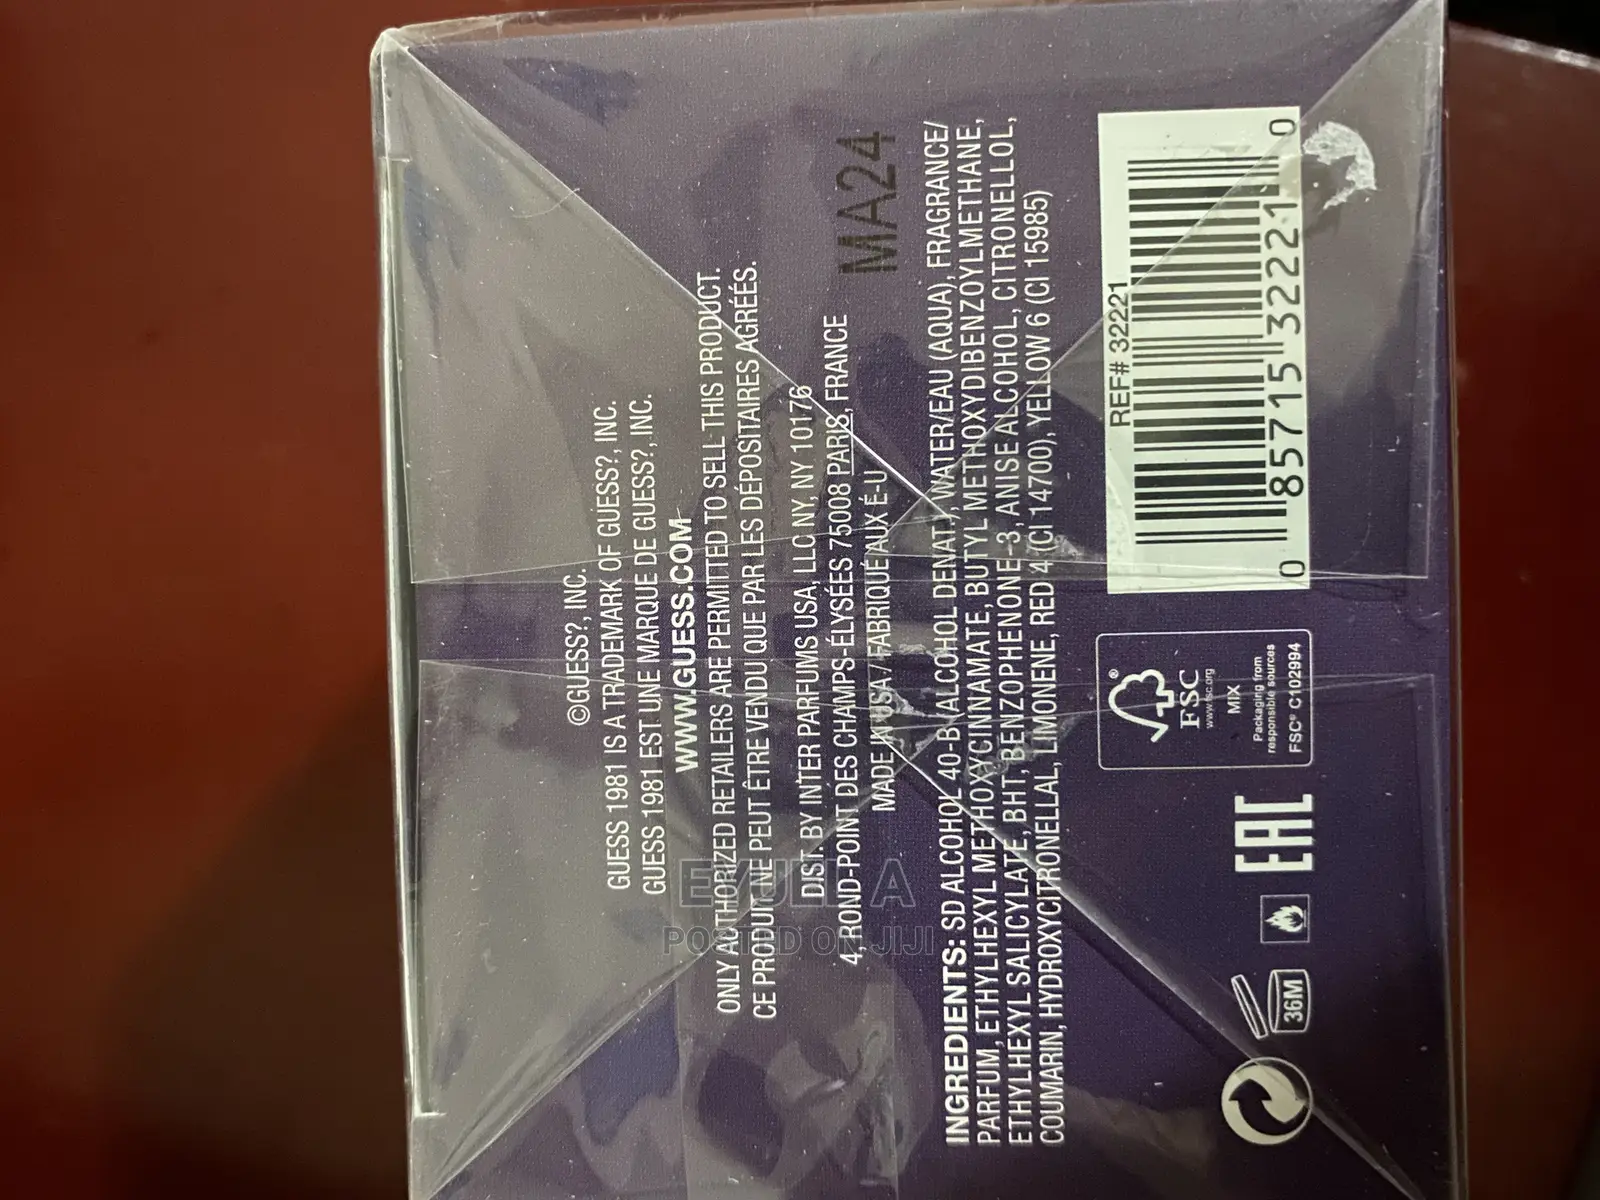 ©GUESS?, INC.
GUESS 1981 IS A TRADEMARK OF GUESS?, INC.
GUESS 1981 EST UNE MARQUE DE GUESS?, INC.
WWW.GUESS.COM
ONLY AUTHORIZED RETAILERS ARE PERMITTED TO SELL THIS PRODUCT.
CE PRODUIT NE PEUT ÊTRE VENDU QUE PAR LES DÉPOSITAIRES AGRÉÉS.
DIST. BY INTER PARFUMS USA, LLC NY, NY 10176
4, ROND-POINT DES CHAMPS-ÉLYSÉES 75008 PARIS, FRANCE
MADE IN USA / FABRIQUÉ AUX É-U
MA24
INGREDIENTS: SD ALCOHOL 40-B (ALCOHOL DENAT.), WATER/EAU (AQUA), FRAGRANCE/
PARFUM, ETHYLHEXYL METHOXYCINNAMATE, BUTYL METHOXYDIBENZOYLMETHANE,
ETHYLHEXYL SALICYLATE, BHT, BENZOPHENONE-3, ANISE ALCOHOL, CITRONELLOL,
COUMARIN, HYDROXYCITRONELLAL, LIMONENE, RED 4 (CI 14700), YELLOW 6 (CI 15985)
36M
EAC
®
FSC
www.fsc.org
MIX
Packaging from
responsible sources
FSC® C102994
REF# 32221
0 85715 32221 0
POSTED ON JIJI